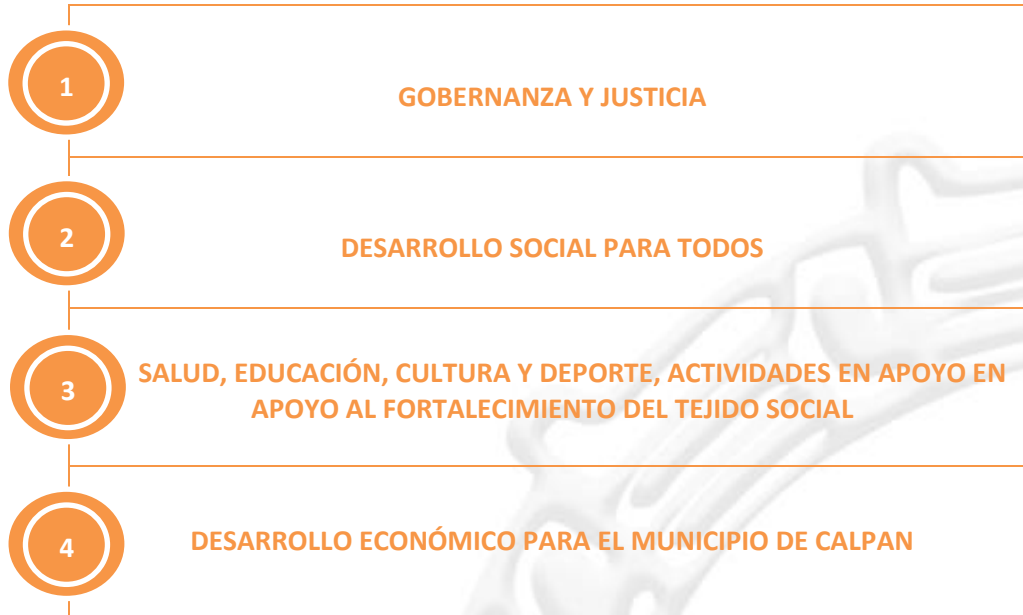 1
GOBERNANZA Y JUSTICIA
2
DESARROLLO SOCIAL PARA TODOS
3
SALUD, EDUCACIÓN, CULTURA Y DEPORTE, ACTIVIDADES EN APOYO EN
APOYO AL FORTALECIMIENTO DEL TEJIDO SOCIAL
4
DESARROLLO ECONÓMICO PARA EL MUNICIPIO DE CALPAN